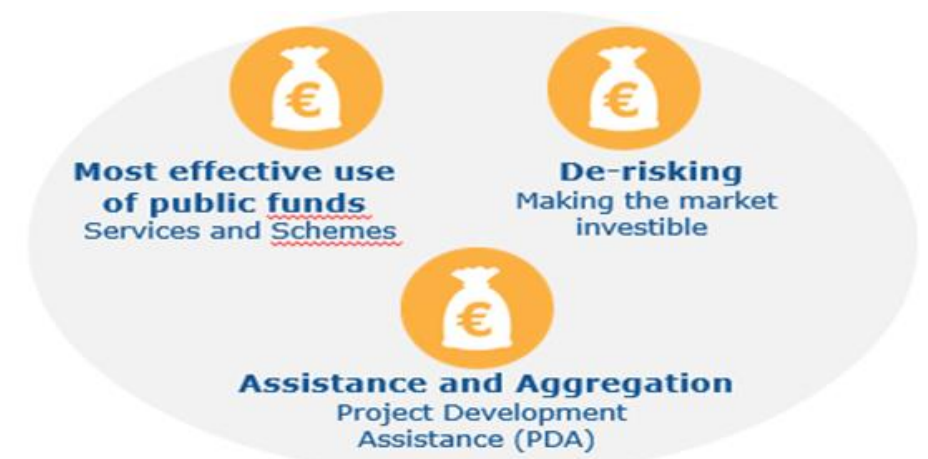 €
€
Most effective use
of public funds
Services and Schemes
De-risking
Making the market
investible
€
Assistance and Aggregation
Project Development
Assistance (PDA)